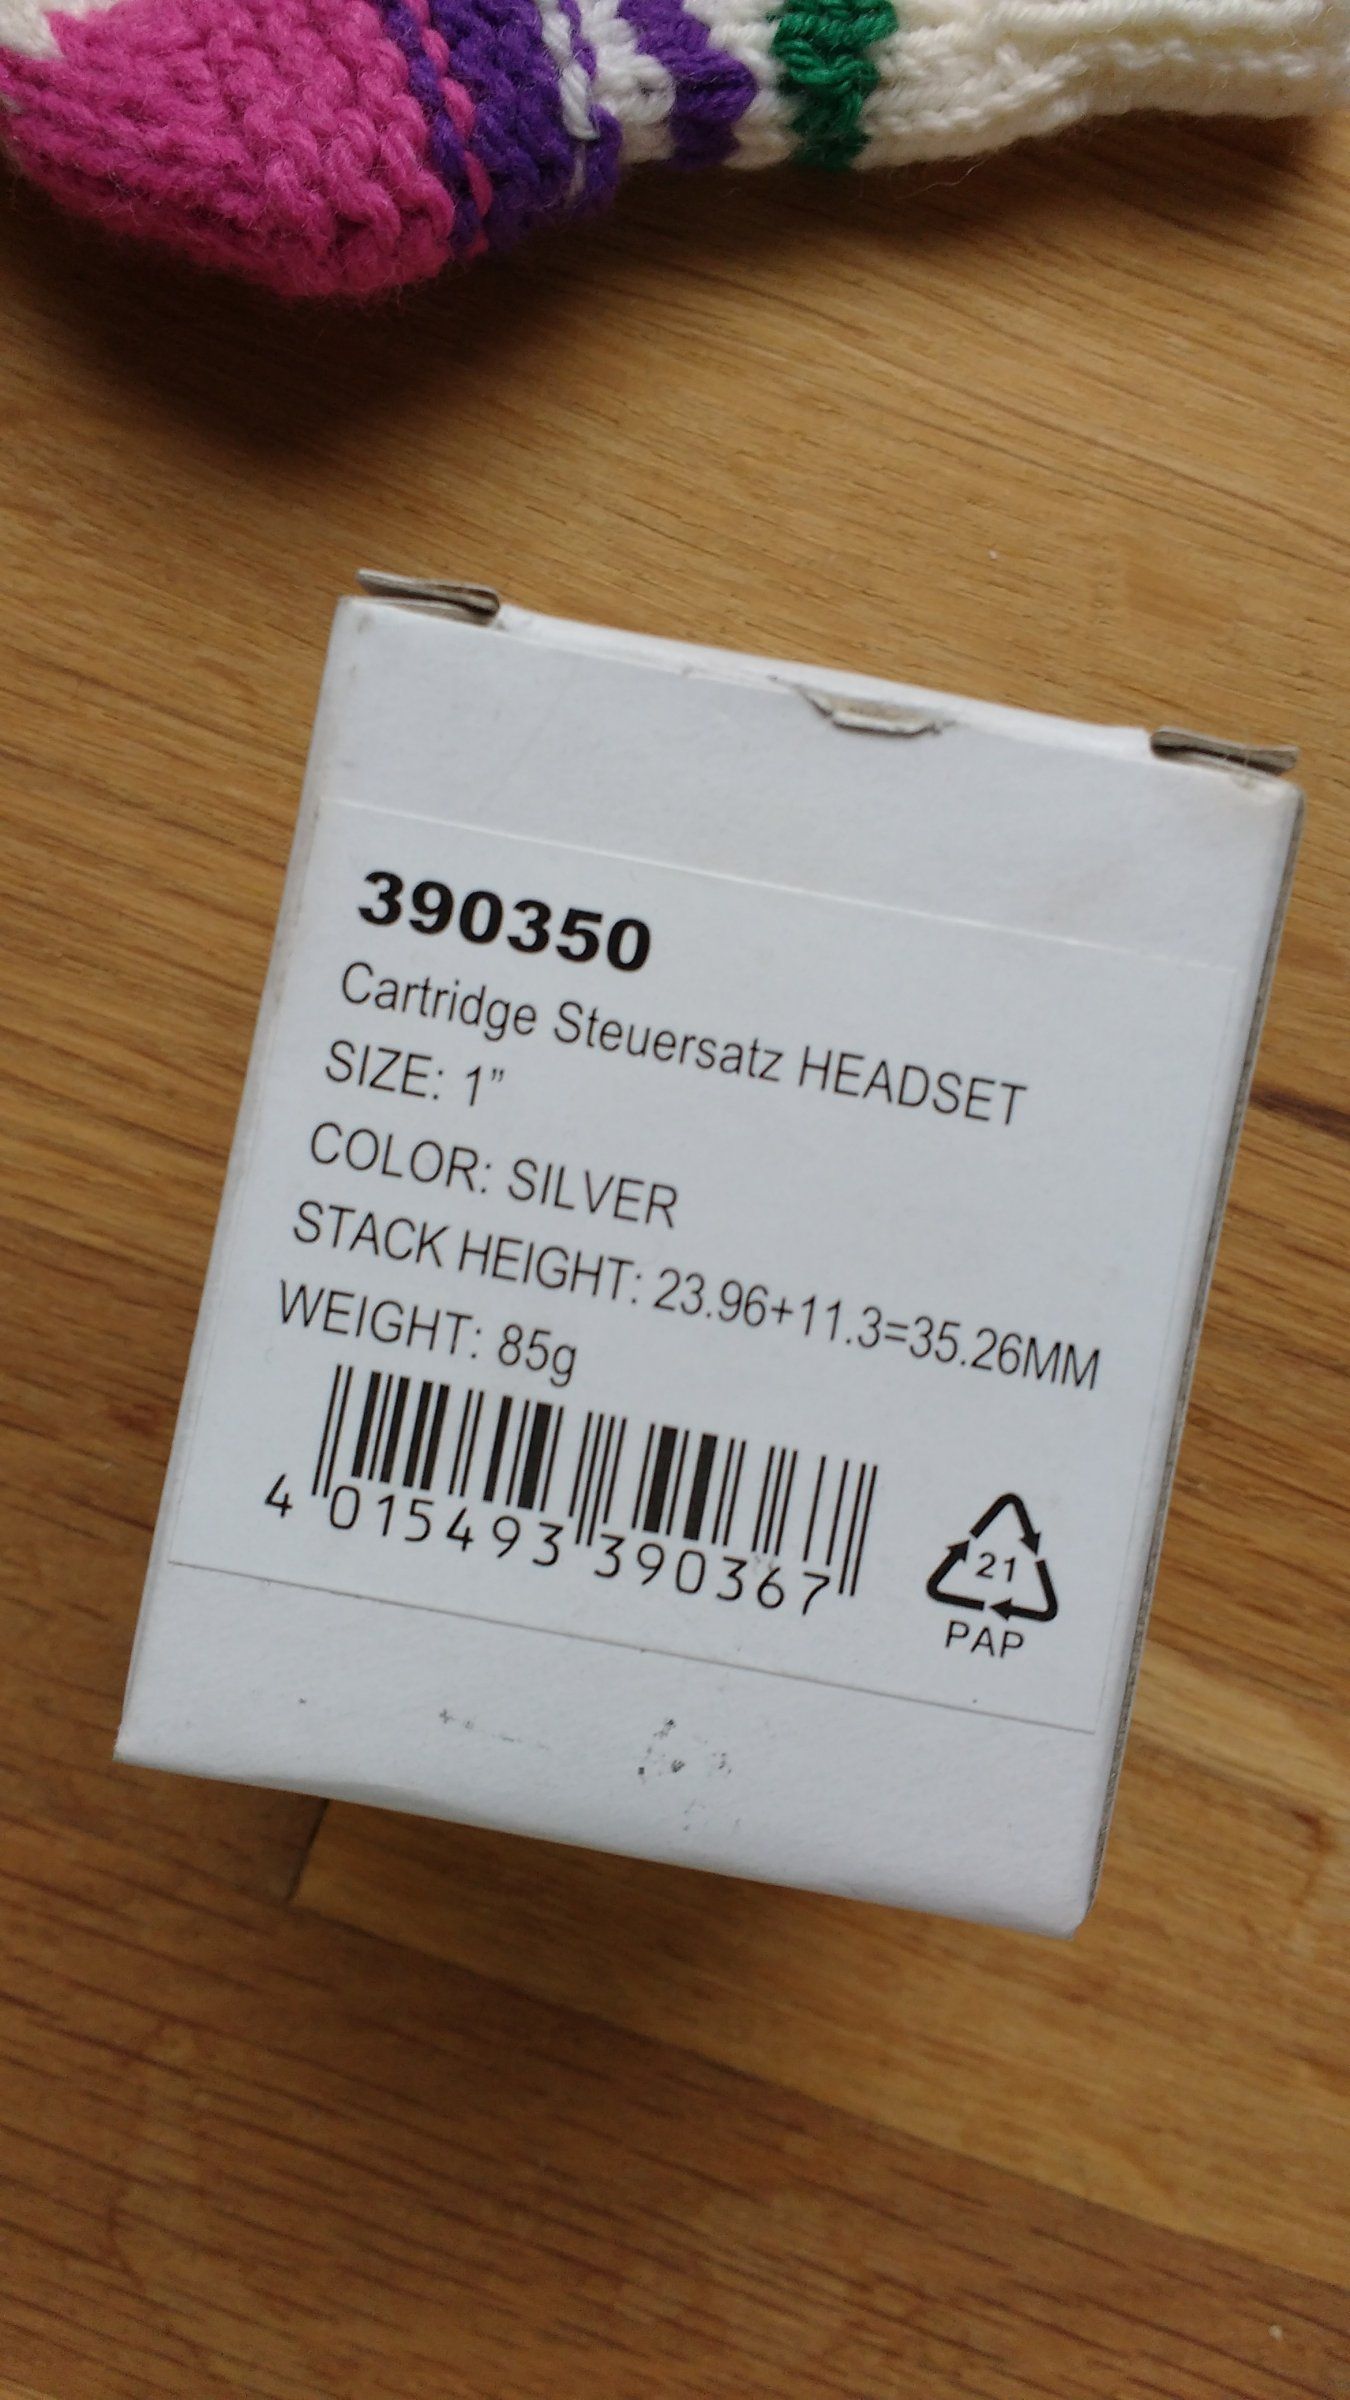 390350
Cartridge Steuersatz HEADSET
SIZE: 1”
COLOR: SILVER
STACK HEIGHT: 23.96+11.3=35.26MM
WEIGHT: 85g
4 015493 390367
21
PAP